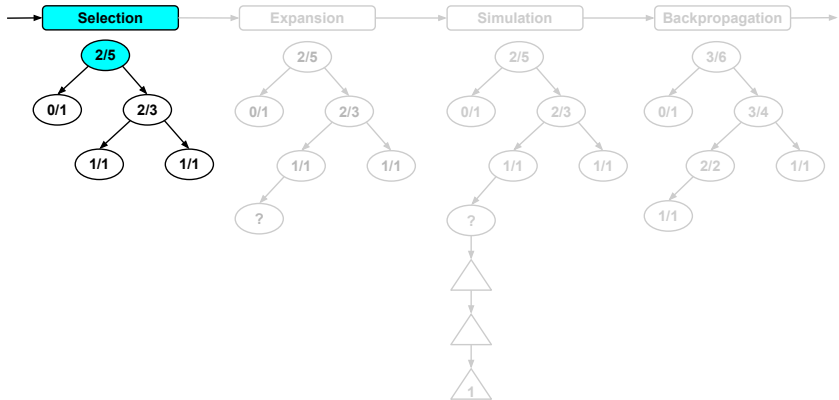 Selection Expansion Simulation Backpropagation
2/5 2/5 2/5 3/6
0/1 2/3 0/1 2/3 0/1 2/3 0/1 3/4
1/1 1/1 1/1 1/1 1/1 1/1 2/2 1/1
? ? 1/1
1